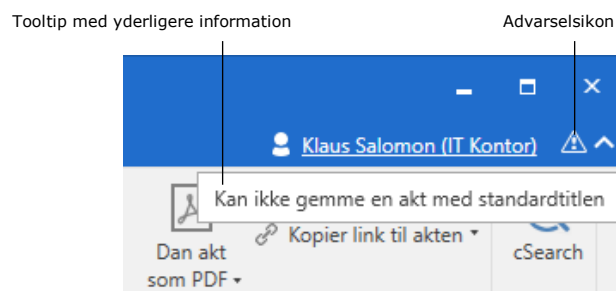 Tooltip med yderligere information
Advarselsikon
Klaus Salomon (IT Kontor)
Kan ikke gemme en akt med standardtitlen
Dan akt
som PDF
Kopier link til akten
cSearch